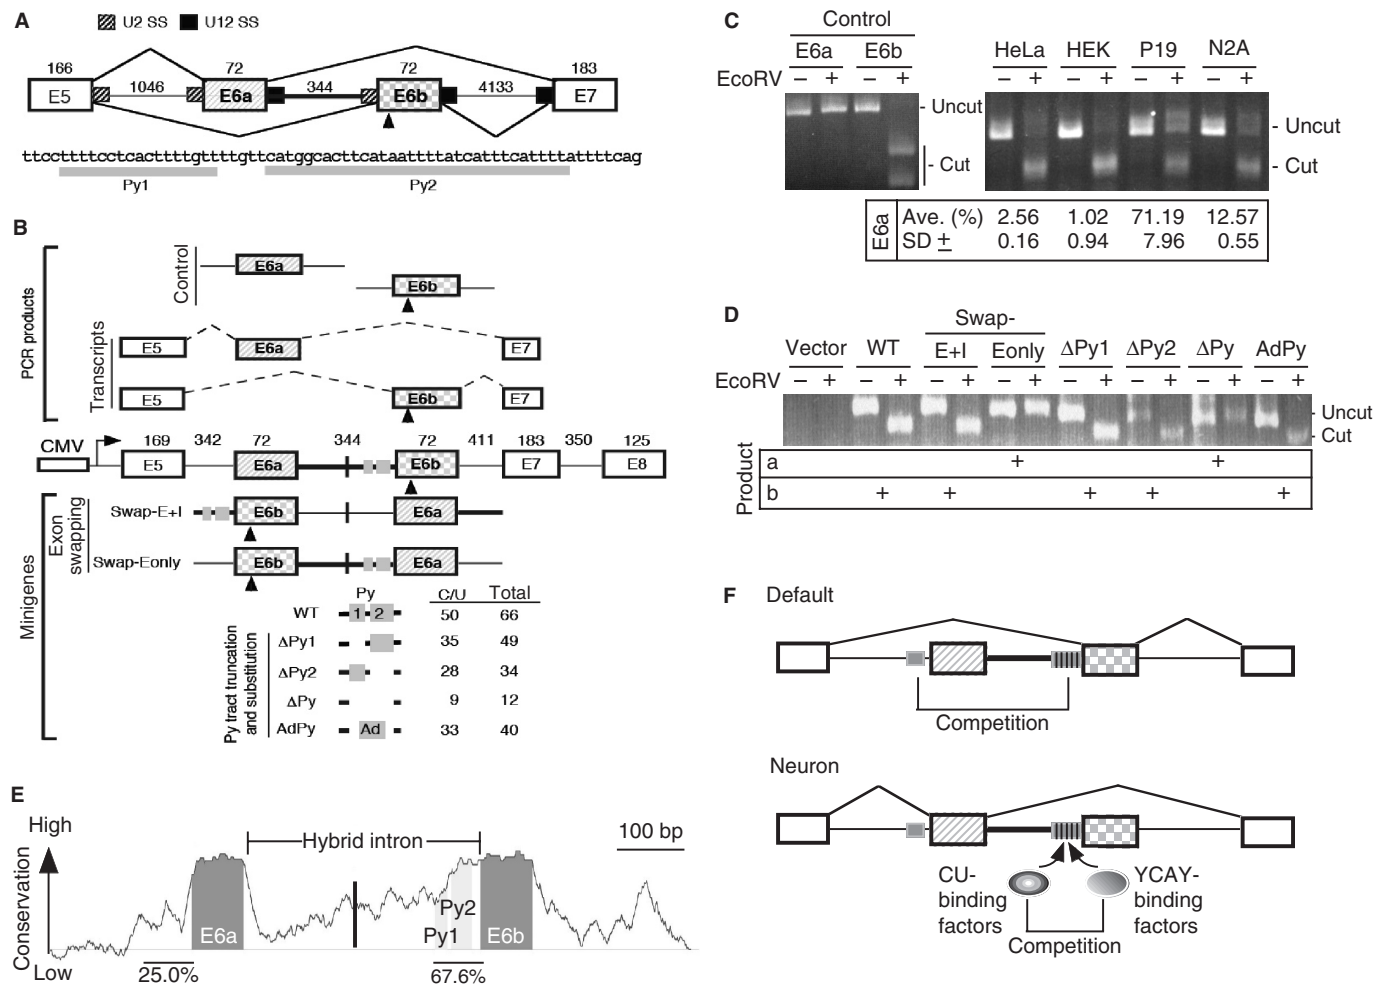 A
U2 SS U12 SS
166 72 72 183
E5 1046 E6a 344 E6b 4133 E7
ttccttttcctcacttttgttttgttcatggcacttcataattttatcatttcattttattttcag
Py1 Py2
B
PCR products
Control
E6a
E6b
Transcripts
E5 E6a E7
E5 E6b E7
CMV
169 342 72 344 72 411 183 350 125
E5 E6a E6b E7 E8
Minigenes
Exon swapping
Swap-E+I E6b E6a
Swap-Eonly E6b E6a
Py C/U Total
WT 1 2 50 66
Py tract truncation and substitution
ΔPy1 35 49
ΔPy2 28 34
ΔPy 9 12
AdPy Ad 33 40
C
Control
E6a E6b HeLa HEK P19 N2A
EcoRV – + – + – + – + – + – +
- Uncut
- Cut
- Uncut
- Cut
E6a
Ave. (%) 2.56 1.02 71.19 12.57
SD ± 0.16 0.94 7.96 0.55
D
Swap-
Vector WT E+I Eonly ΔPy1 ΔPy2 ΔPy AdPy
EcoRV – + – + – + – + – + – + – + – +
- Uncut
- Cut
Product
a + +
b + + + + +
E
Conservation
High
Low
Hybrid intron
100 bp
E6a Py1 Py2 E6b
25.0% 67.6%
F
Default
Competition
Neuron
CU-binding factors
YCAY-binding factors
Competition